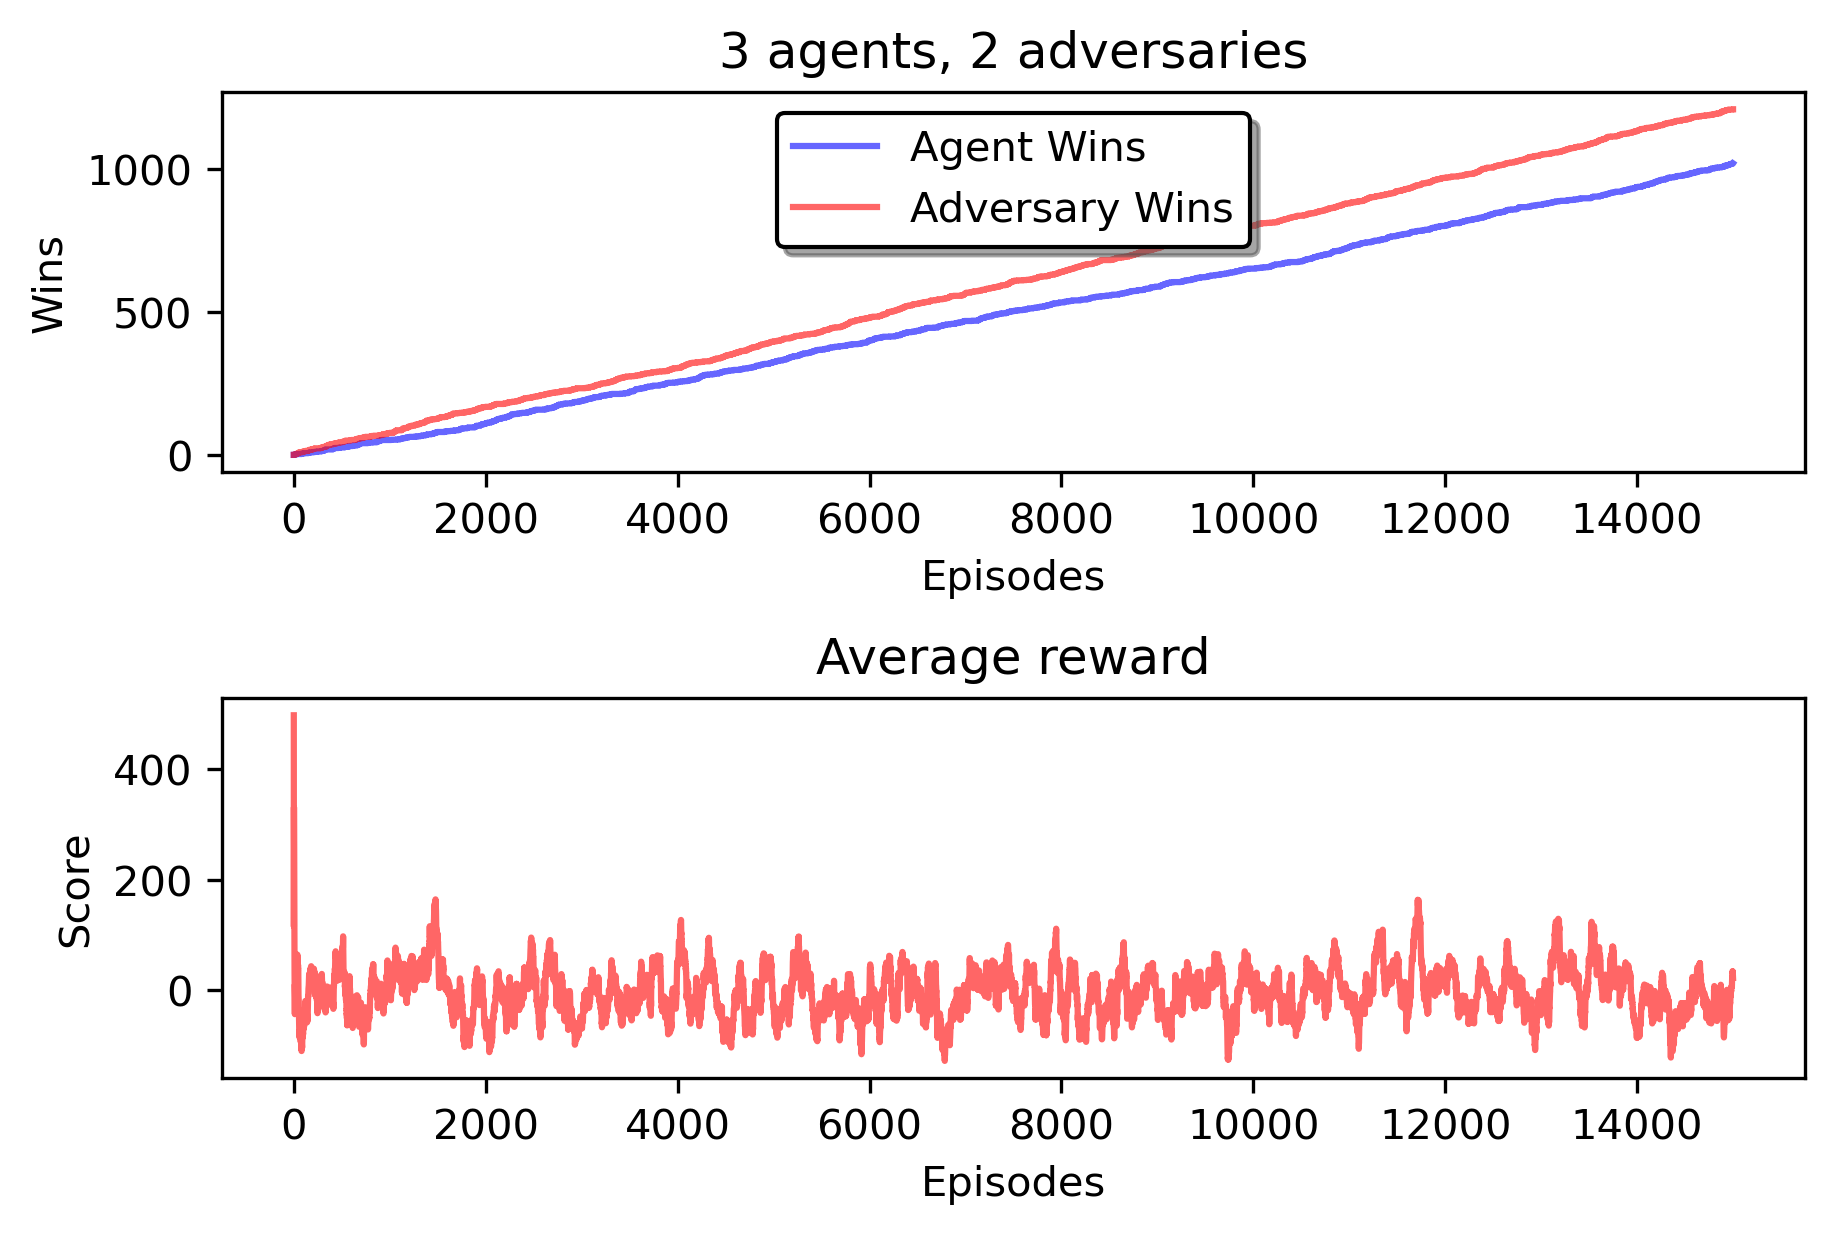 3 agents, 2 adversaries
Agent Wins
Adversary Wins
Wins
1000
500
0
0 2000 4000 6000 8000 10000 12000 14000
Episodes
Average reward
Score
400
200
0
0 2000 4000 6000 8000 10000 12000 14000
Episodes